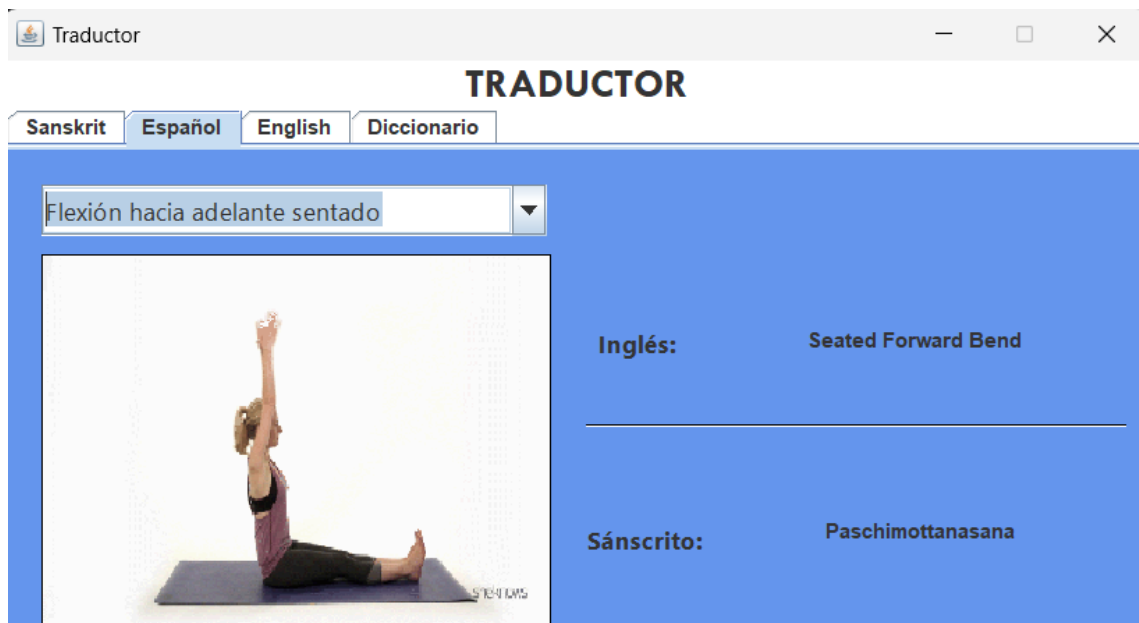 Traductor
TRADUCTOR
Sanskrit Español English Diccionario
Flexión hacia adelante sentado
Inglés: Seated Forward Bend
Sánscrito: Paschimottanasana